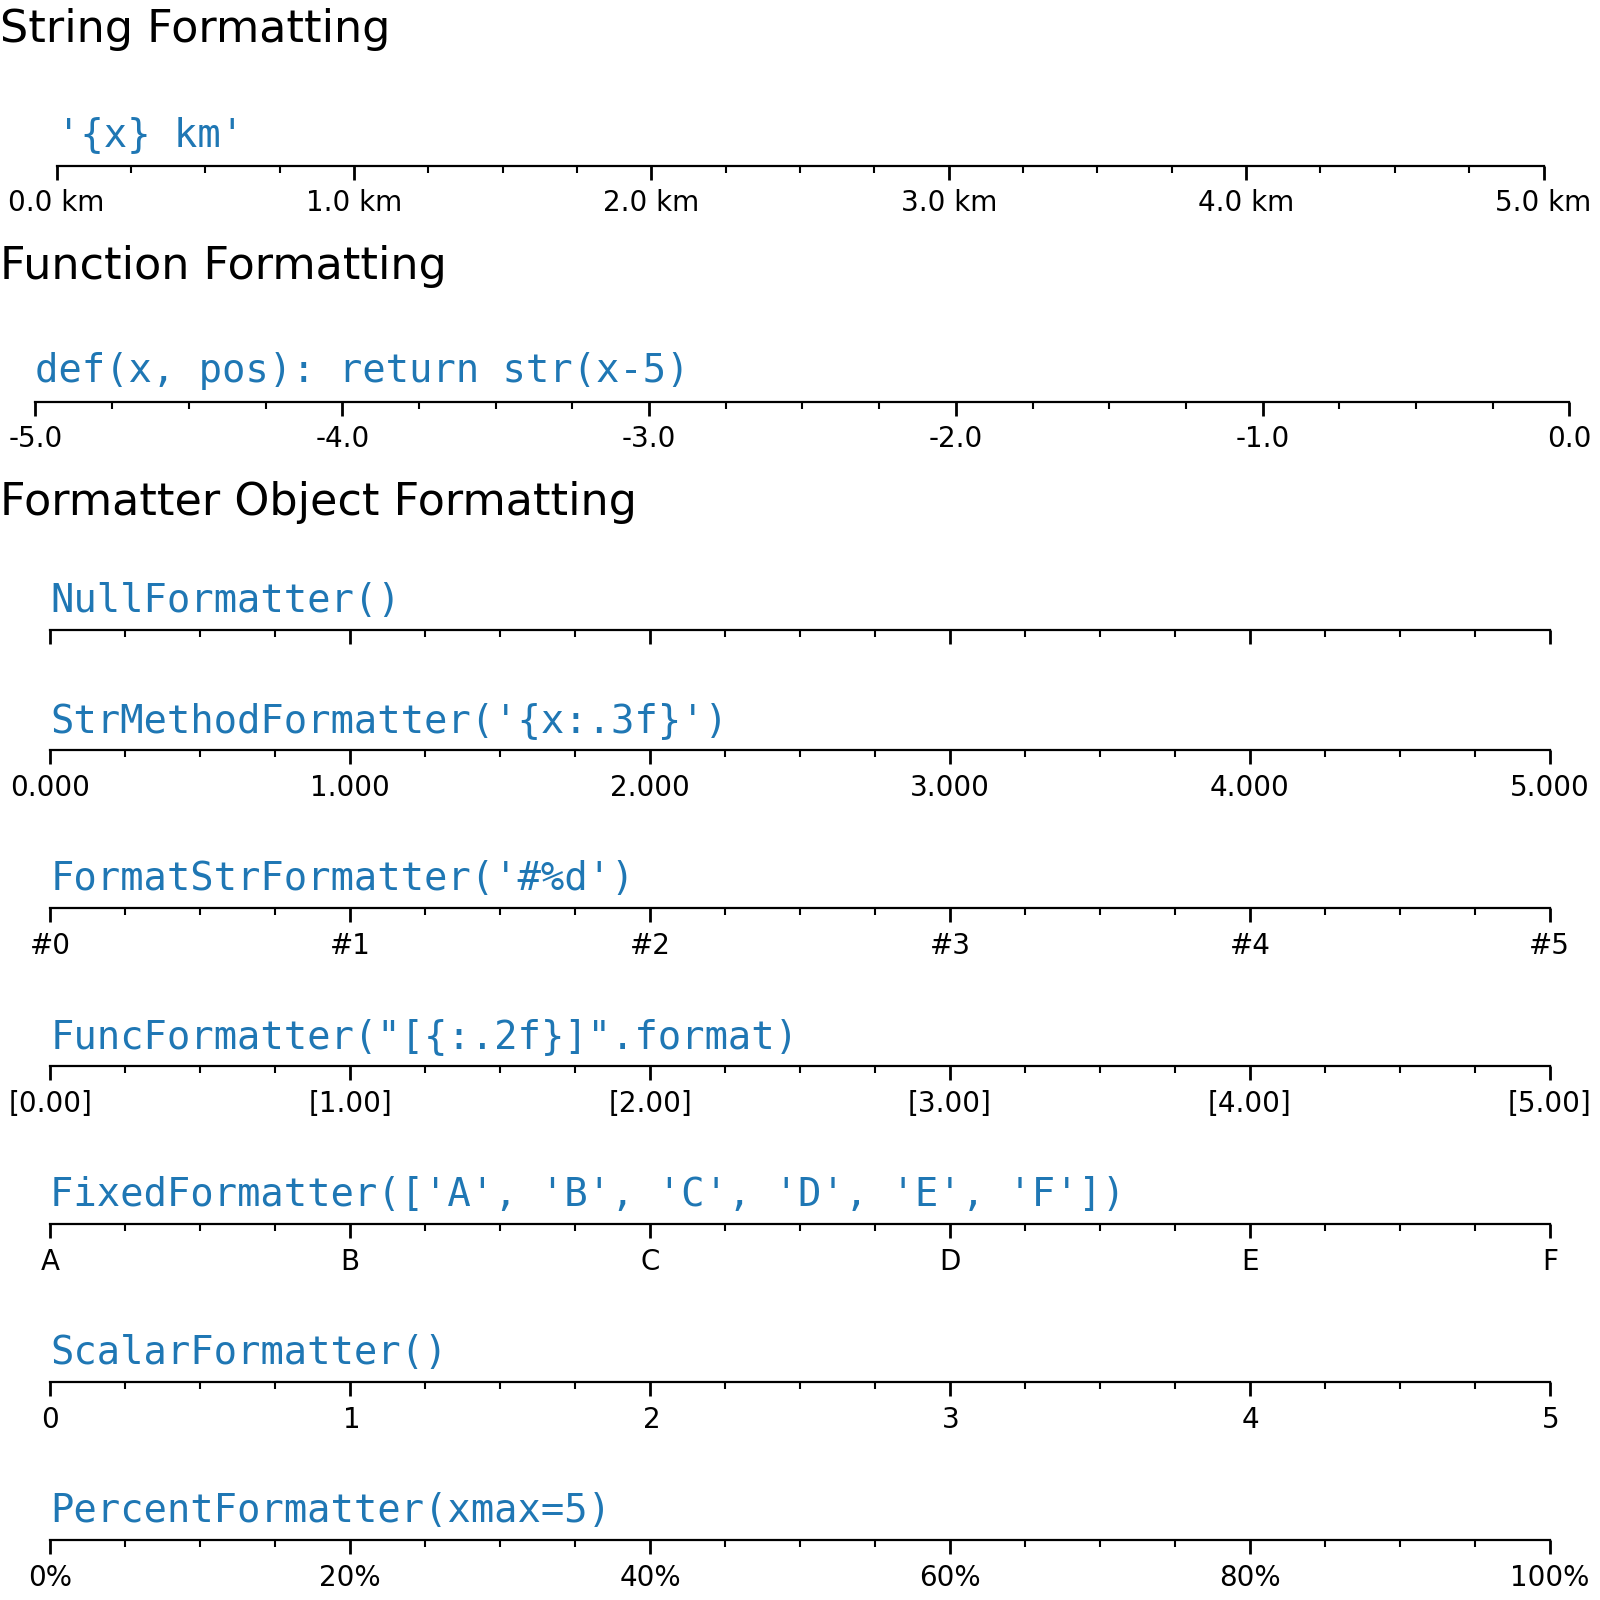 String Formatting
'{x} km'
0.0 km 1.0 km 2.0 km 3.0 km 4.0 km 5.0 km
Function Formatting
def(x, pos): return str(x-5)
-5.0 -4.0 -3.0 -2.0 -1.0 0.0
Formatter Object Formatting
NullFormatter()
StrMethodFormatter('{x:.3f}')
0.000 1.000 2.000 3.000 4.000 5.000
FormatStrFormatter('#%d')
#0 #1 #2 #3 #4 #5
FuncFormatter("[{:.2f}]".format)
[0.00] [1.00] [2.00] [3.00] [4.00] [5.00]
FixedFormatter(['A', 'B', 'C', 'D', 'E', 'F'])
A B C D E F
ScalarFormatter()
0 1 2 3 4 5
PercentFormatter(xmax=5)
0% 20% 40% 60% 80% 100%